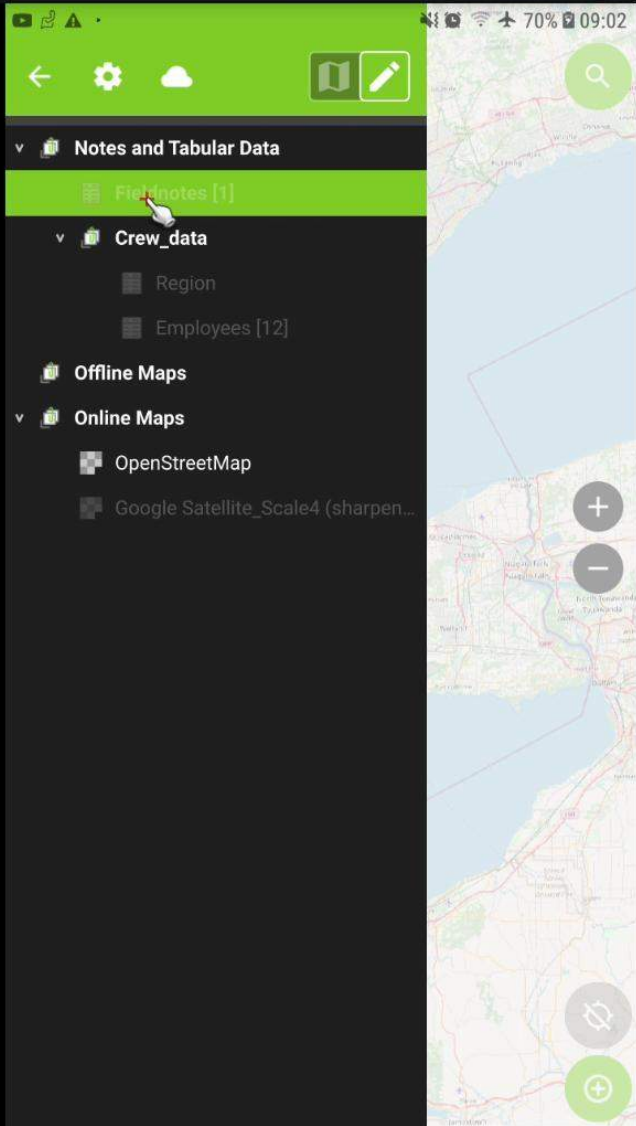 70% 09:02
Notes and Tabular Data
Fieldnotes [1]
Crew_data
Region
Employees [12]
Offline Maps
Online Maps
OpenStreetMap
Google Satellite_Scale4 (sharpen...